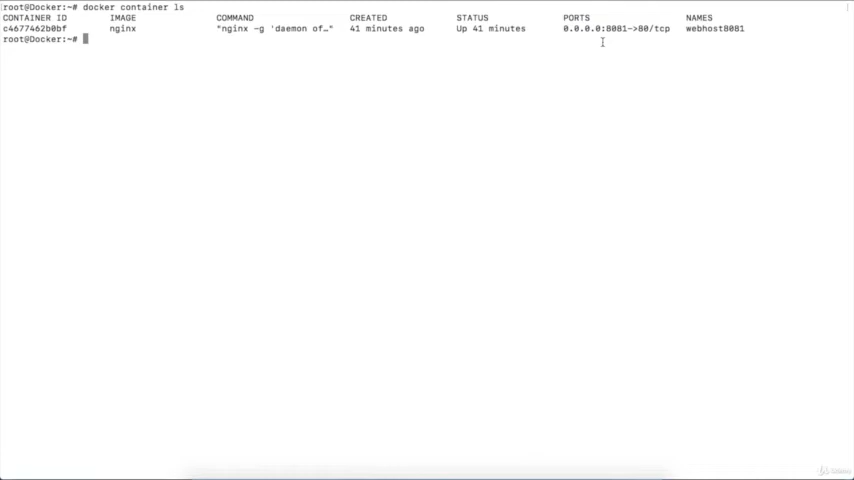 root@Docker:~# docker container ls
CONTAINER ID IMAGE COMMAND CREATED STATUS PORTS NAMES
c4677462b0bf nginx "nginx -g 'daemon of…" 41 minutes ago Up 41 minutes 0.0.0.0:8081->80/tcp webhost8081
root@Docker:~#
Udemy